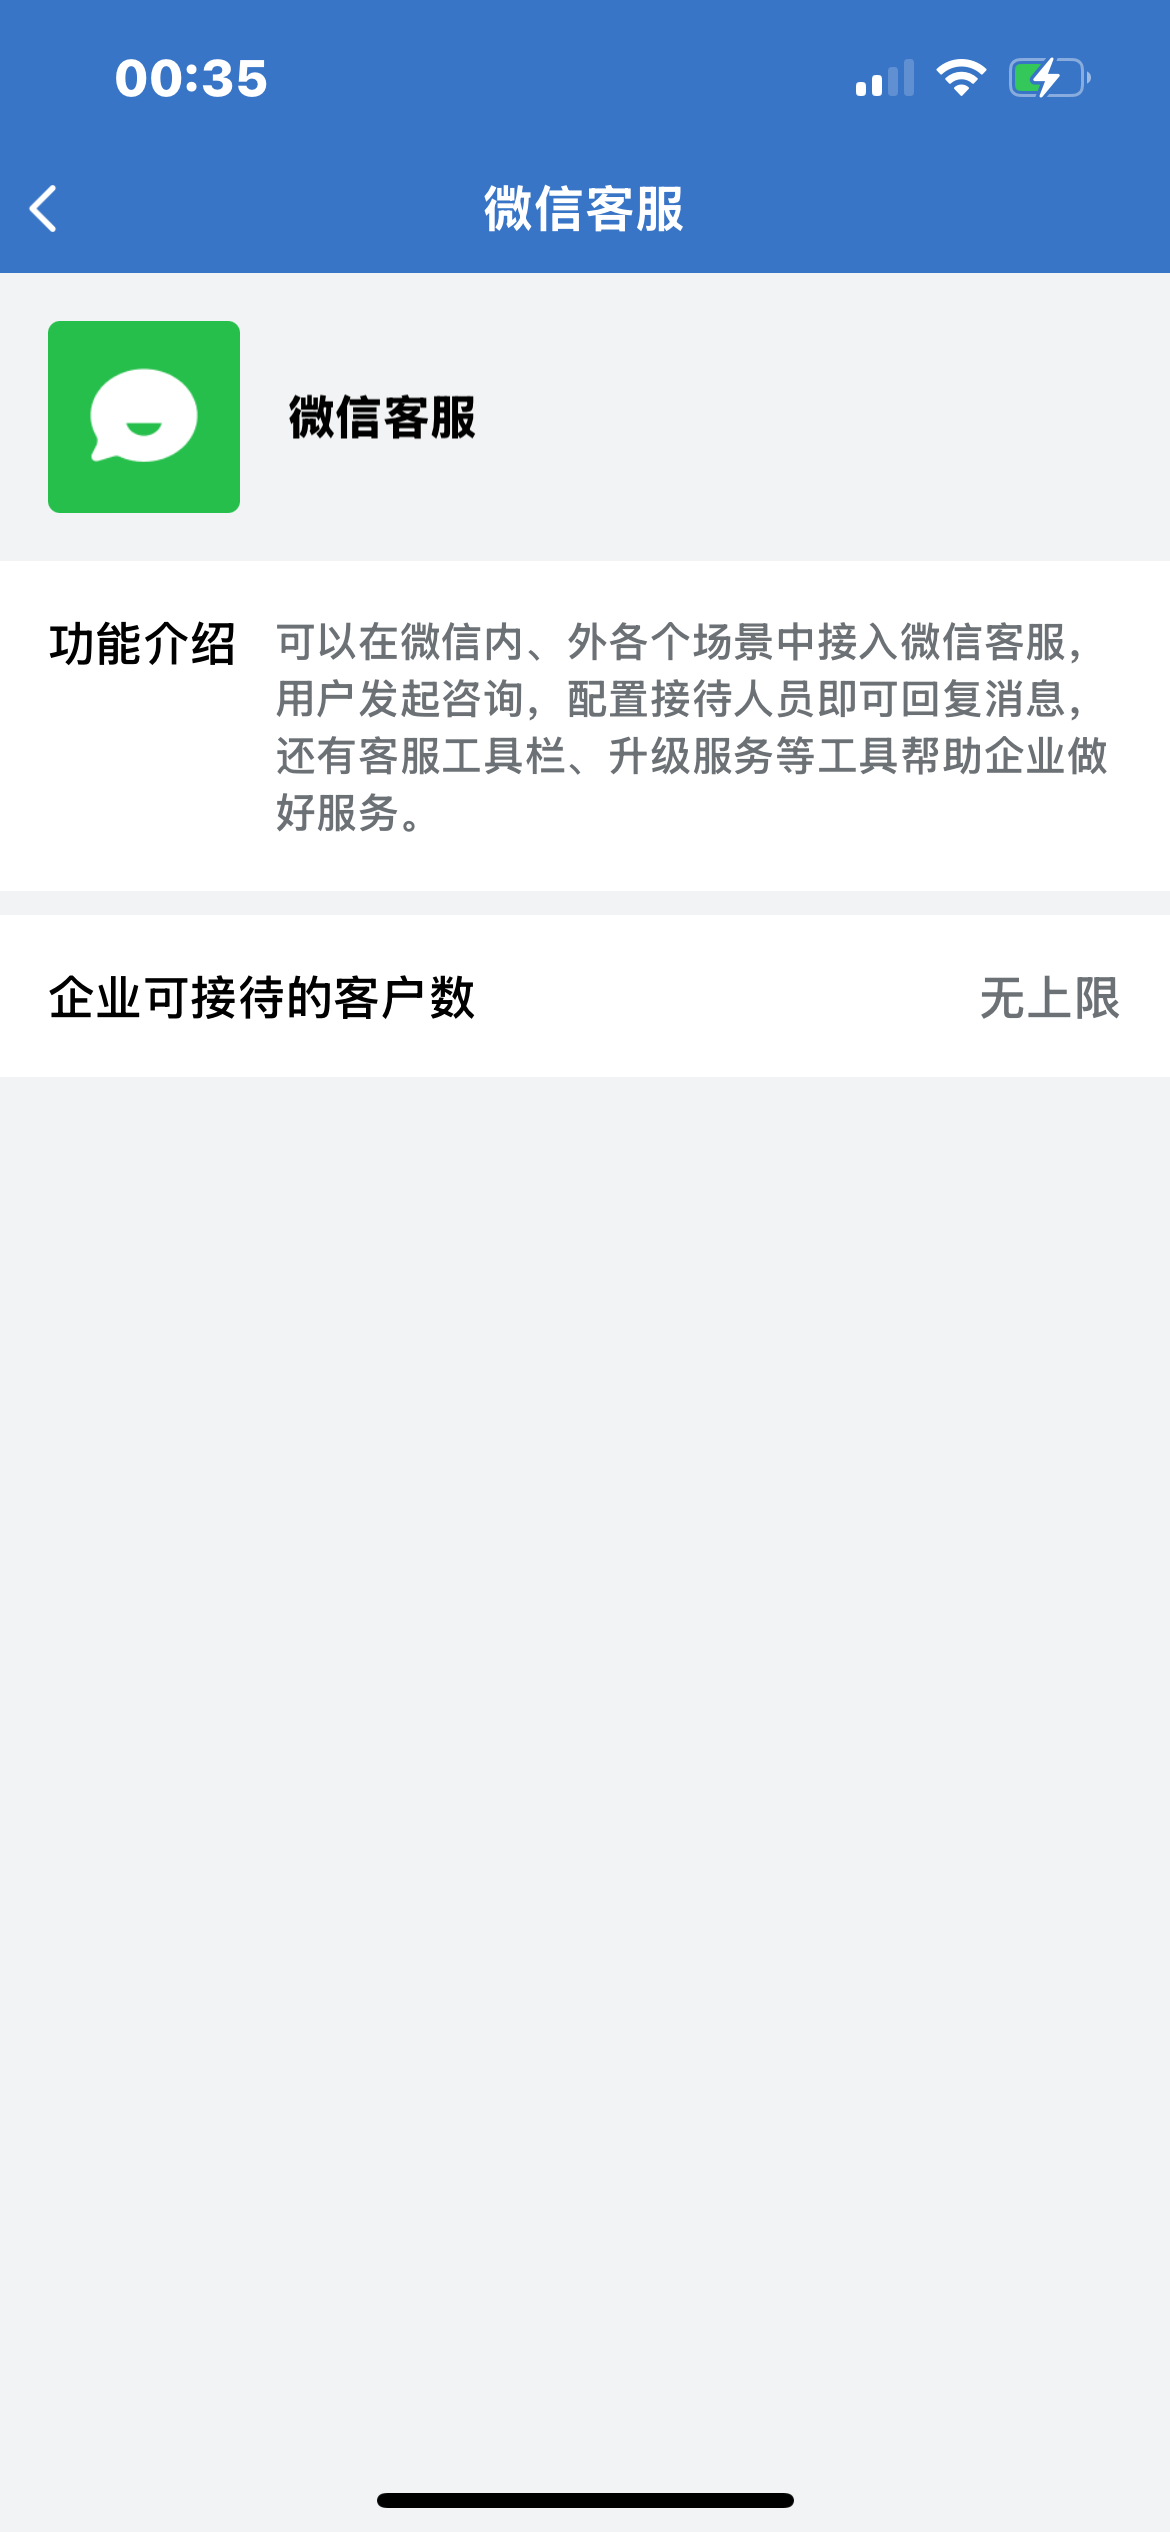 00:35
微信客服
微信客服
功能介绍
可以在微信内、外各个场景中接入微信客服，
用户发起咨询，配置接待人员即可回复消息，
还有客服工具栏、升级服务等工具帮助企业做
好服务。
企业可接待的客户数 无上限